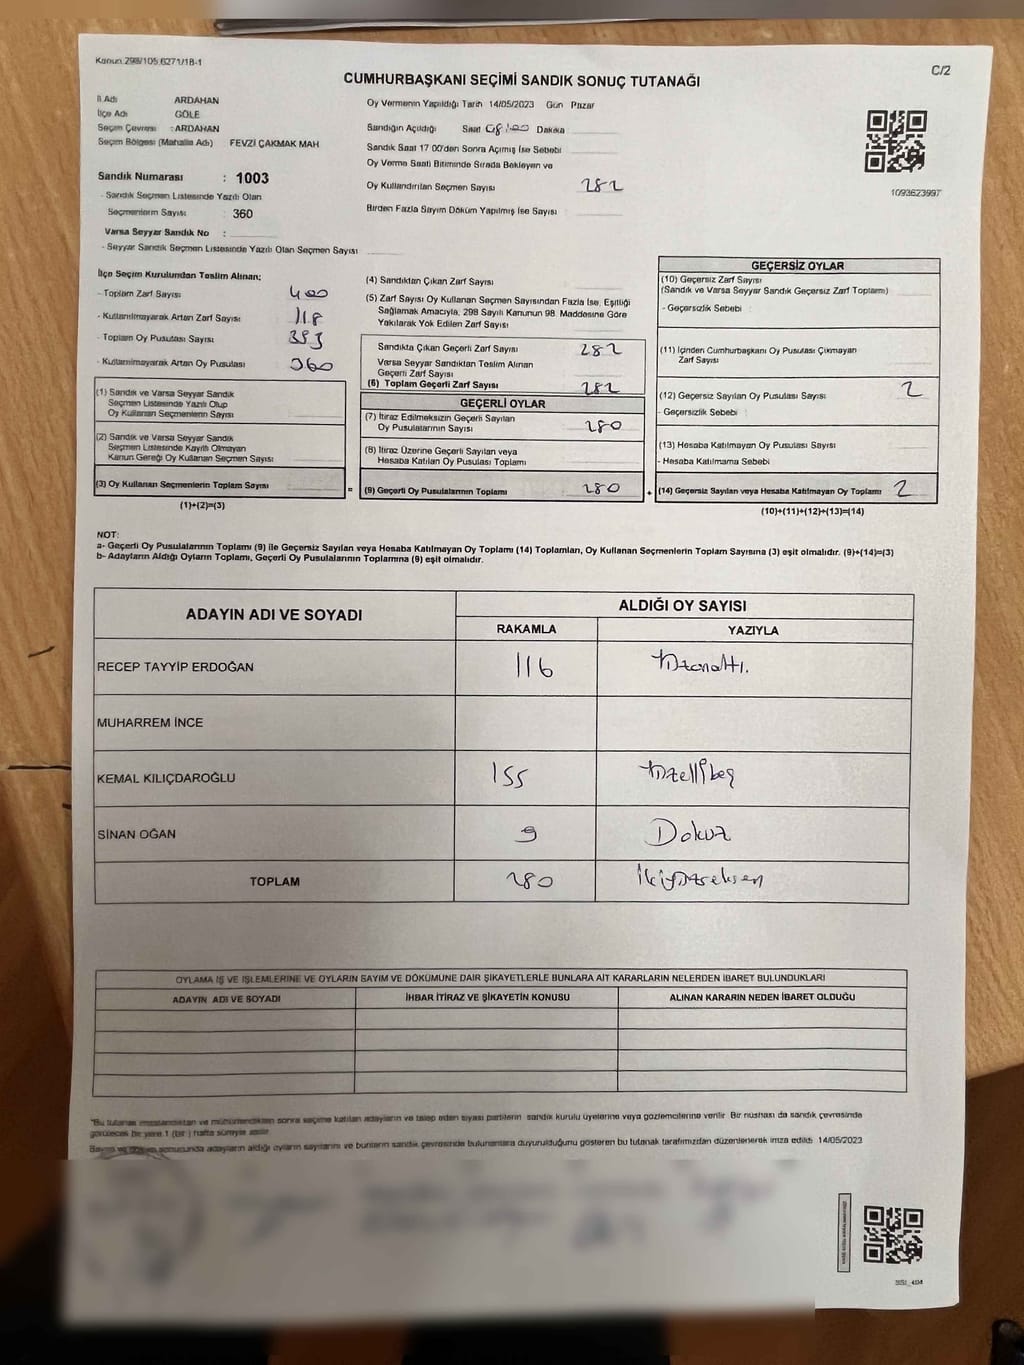 Kanun.298/105,6271/18-1
C/2
CUMHURBAŞKANI SEÇİMİ SANDIK SONUÇ TUTANAĞI
İl Adı ARDAHAN
İlçe Adı GÖLE
Seçim Çevresi : ARDAHAN
Seçim Bölgesi (Mahalle Adı) FEVZİ ÇAKMAK MAH
Sandık Numarası : 1003
- Sandık Seçmen Listesinde Yazılı Olan
Seçmenlerin Sayısı : 360
Varsa Seyyar Sandık No :
- Seyyar Sandık Seçmen Listesinde Yazılı Olan Seçmen Sayısı
Oy Vermenin Yapıldığı Tarih 14/05/2023 Gün Pazar
Sandığın Açıldığı Saat 08:00 Dakika
Sandık Saat 17 00'den Sonra Açımış İse Sebebi
Oy Verme Saati Bitiminde Sırada Bekleyen ve
Oy Kullandırılan Seçmen Sayısı 282
Birden Fazla Sayım Döküm Yapılmış İse Sayısı
1093623997
İlçe Seçim Kurulundan Teslim Alınan;
- Toplam Zarf Sayısı 400
- Kullanılmayarak Artan Zarf Sayısı 118
- Toplam Oy Pusulası Sayısı 393
- Kullanılmayarak Artan Oy Pusulası 360
(1) Sandık ve Varsa Seyyar Sandık
Seçmen Listesinde Yazılı Olup
Oy Kullanan Seçmenlerin Sayısı
(2) Sandık ve Varsa Seyyar Sandık
Seçmen Listesinde Kayıtlı Olmayan
Kanun Gereği Oy Kullanan Seçmen Sayısı
(3) Oy Kullanan Seçmenlerin Toplam Sayısı
(1)+(2)=(3)
=
(4) Sandıktan Çıkan Zarf Sayısı
(5) Zarf Sayısı Oy Kullanan Seçmen Sayısından Fazla İse, Eşitliği
Sağlamak Amacıyla, 298 Sayılı Kanunun 98. Maddesine Göre
Yakılarak Yok Edilen Zarf Sayısı
Sandıkta Çıkan Geçerli Zarf Sayısı 282
Varsa Seyyar Sandıktan Teslim Alınan
Geçerli Zarf Sayısı
(6) Toplam Geçerli Zarf Sayısı 282
GEÇERLİ OYLAR
(7) İtiraz Edilmeksizin Geçerli Sayılan
Oy Pusulalarının Sayısı 280
(8) İtiraz Üzerine Geçerli Sayılan veya
Hesaba Katılan Oy Pusulası Toplamı
(9) Geçerli Oy Pusulalarının Toplamı 280
+
GEÇERSİZ OYLAR
(10) Geçersiz Zarf Sayısı
(Sandık ve Varsa Seyyar Sandık Geçersiz Zarf Toplamı)
- Geçersizlik Sebebi :
(11) İçinden Cumhurbaşkanı Oy Pusulası Çıkmayan
Zarf Sayısı
(12) Geçersiz Sayılan Oy Pusulası Sayısı 2
- Geçersizlik Sebebi :
(13) Hesaba Katılmayan Oy Pusulası Sayısı
- Hesaba Katılmama Sebebi
(14) Geçersiz Sayılan veya Hesaba Katılmayan Oy Toplamı 2
(10)+(11)+(12)+(13)=(14)
NOT:
a- Geçerli Oy Pusulalarının Toplamı (9) ile Geçersiz Sayılan veya Hesaba Katılmayan Oy Toplamı (14) Toplamları, Oy Kullanan Seçmenlerin Toplam Sayısına (3) eşit olmalıdır. (9)+(14)=(3)
b- Adayların Aldığı Oyların Toplamı, Geçerli Oy Pusulalarının Toplamına (9) eşit olmalıdır.
ADAYIN ADI VE SOYADI ALDIĞI OY SAYISI
RAKAMLA YAZIYLA
RECEP TAYYİP ERDOĞAN 116 Yüzonaltı.
MUHARREM İNCE
KEMAL KILIÇDAROĞLU 155 Yüzellibeş
SİNAN OĞAN 9 Dokuz
TOPLAM 280 İkiyüzseksen
OYLAMA İŞ VE İŞLEMLERİNE VE OYLARIN SAYIM VE DÖKÜMÜNE DAİR ŞİKAYETLERLE BUNLARA AİT KARARLARIN NELERDEN İBARET BULUNDUKLARI
ADAYIN ADI VE SOYADI İHBAR İTİRAZ VE ŞİKAYETİN KONUSU ALINAN KARARIN NEDEN İBARET OLDUĞU
"Bu tutanak imzalandıktan ve mühürlendikten sonra seçime katılan adayların ve talep eden siyasi partilerin sandık kurulu üyelerine veya gözlemcilerine verilir. Bir nüshası da sandık çevresinde
görülecek bir yere 1 (bir) hafta süreyle asılır.
Sayım ve döküm sonucunda adayların aldığı oyların sayılarını ve bunların sandık çevresinde bulunanlara duyurulduğunu gösteren bu tutanak tarafımızdan düzenlenerek imza edildi. 14/05/2023